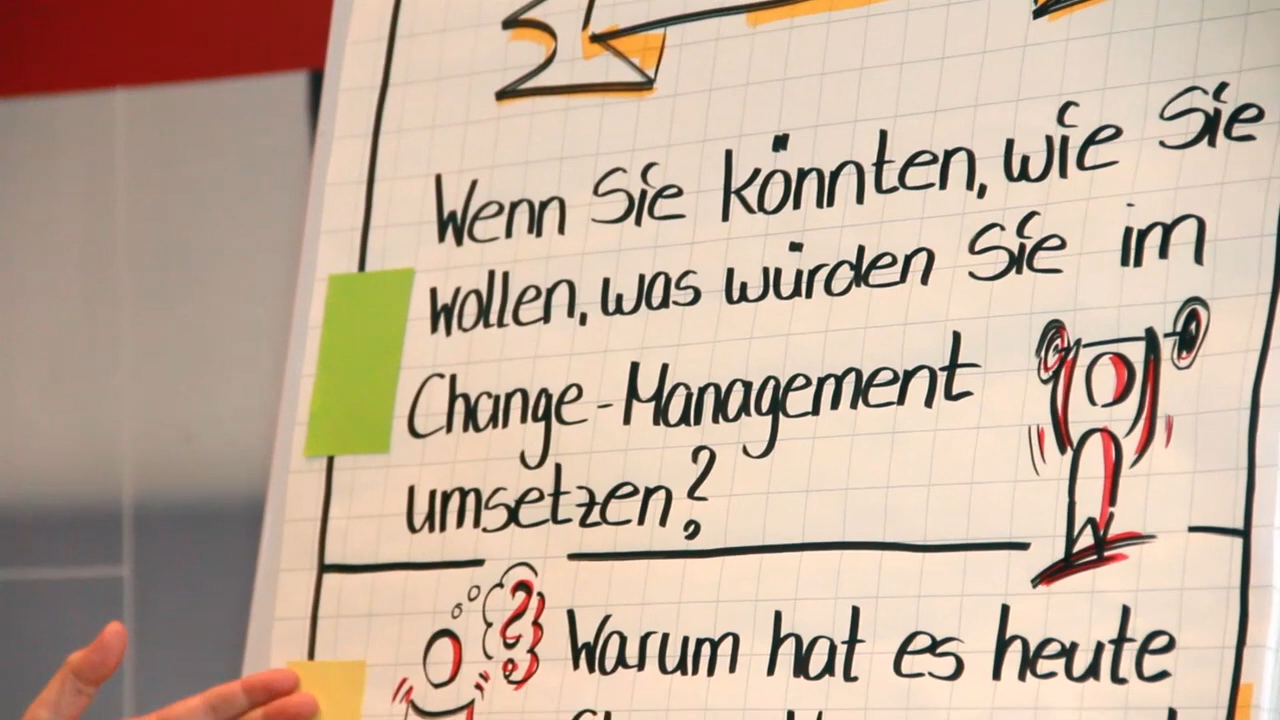 Wenn Sie könnten, wie Sie
wollen, was würden Sie im
Change-Management
umsetzen?
?
Warum hat es heute